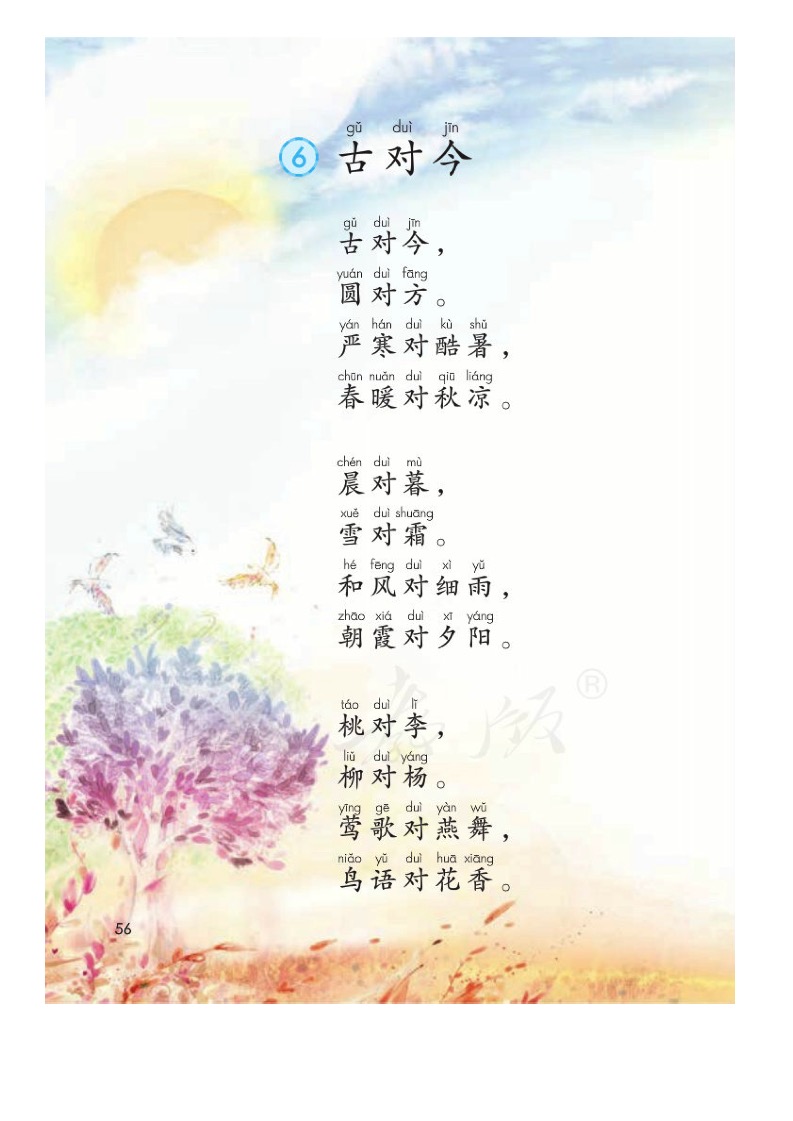 gǔ duì jīn
6 古对今
gǔ duì jīn
古对今，
yuán duì fāng
圆对方。
yán hán duì kù shǔ
严寒对酷暑，
chūn nuǎn duì qiū liáng
春暖对秋凉。
chén duì mù
晨对暮，
xuě duì shuāng
雪对霜。
hé fēng duì xì yǔ
和风对细雨，
zhāo xiá duì xī yáng
朝霞对夕阳。
táo duì lǐ
桃对李，
liǔ duì yáng
柳对杨。
yīng gē duì yàn wǔ
莺歌对燕舞，
niǎo yǔ duì huā xiāng
鸟语对花香。
56